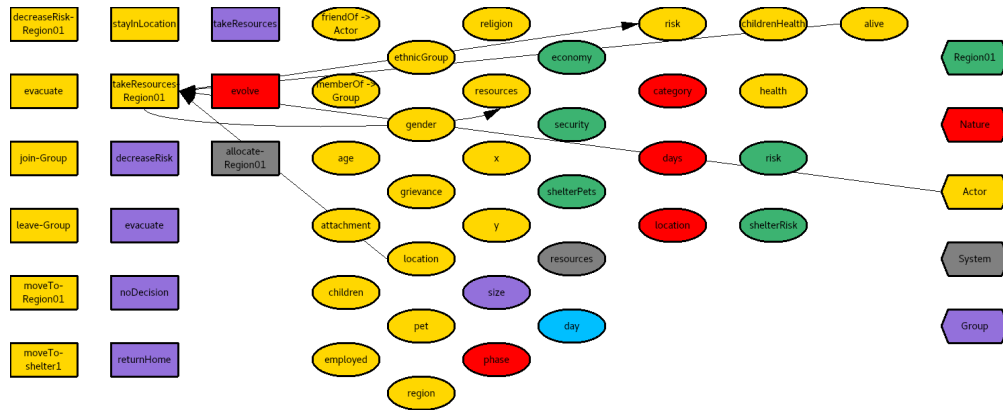 decreaseRisk-
Region01
stayInLocation
takeResources
friendOf ->
Actor
religion
risk
childrenHealth
alive
ethnicGroup
economy
Region01
evacuate
takeResources-
Region01
evolve
memberOf ->
Group
resources
category
health
gender
security
Nature
join-Group
decreaseRisk
allocate-
Region01
age
x
days
risk
grievance
shelterPets
Actor
leave-Group
evacuate
attachment
y
location
shelterRisk
location
resources
System
moveTo-
Region01
noDecision
children
size
pet
day
Group
moveTo-
shelter1
returnHome
employed
phase
region